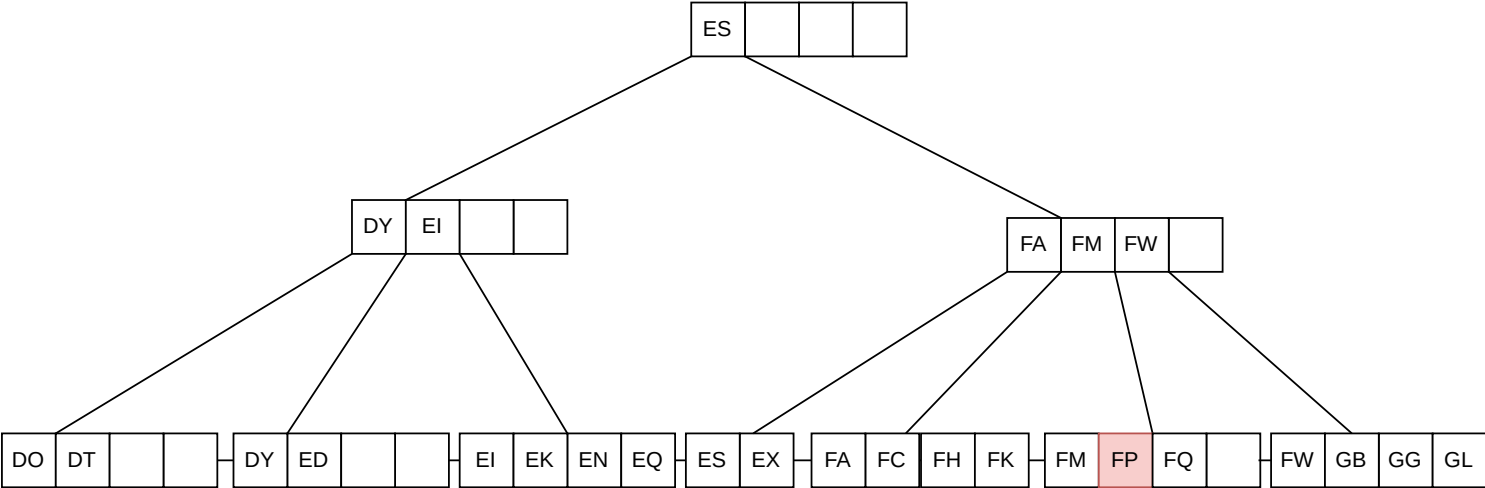 ES
DY EI
FA FM FW
DO DT DY ED EI EK EN EQ ES EX FA FC FH FK FM FP FQ FW GB GG GL